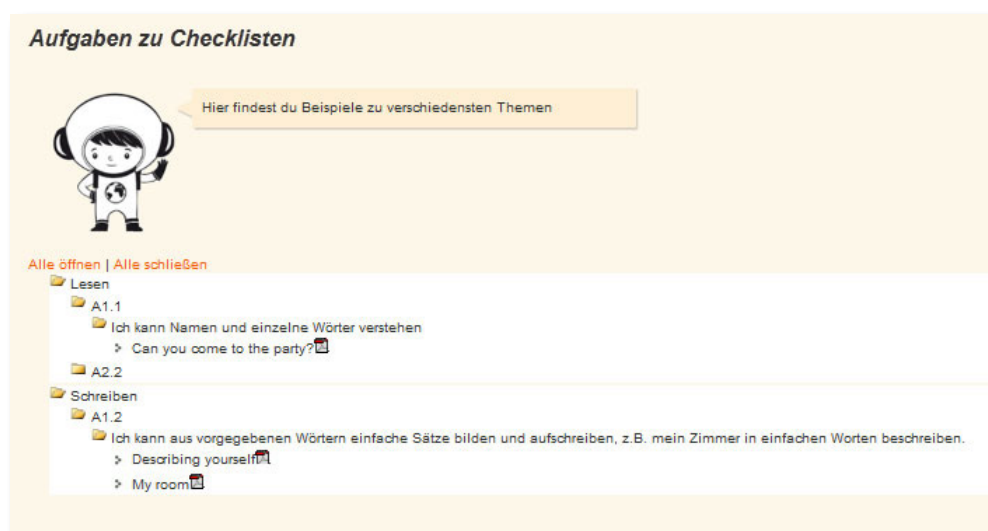 Aufgaben zu Checklisten
Hier findest du Beispiele zu verschiedensten Themen
Alle öffnen | Alle schließen
Lesen
A1.1
Ich kann Namen und einzelne Wörter verstehen
Can you come to the party?
A2.2
Schreiben
A1.2
Ich kann aus vorgegebenen Wörtern einfache Sätze bilden und aufschreiben, z.B. mein Zimmer in einfachen Worten beschreiben.
Describing yourself
My room